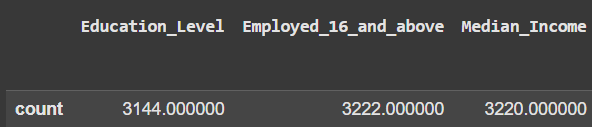 Education_Level Employed_16_and_above Median_Income
count 3144.000000 3222.000000 3220.000000